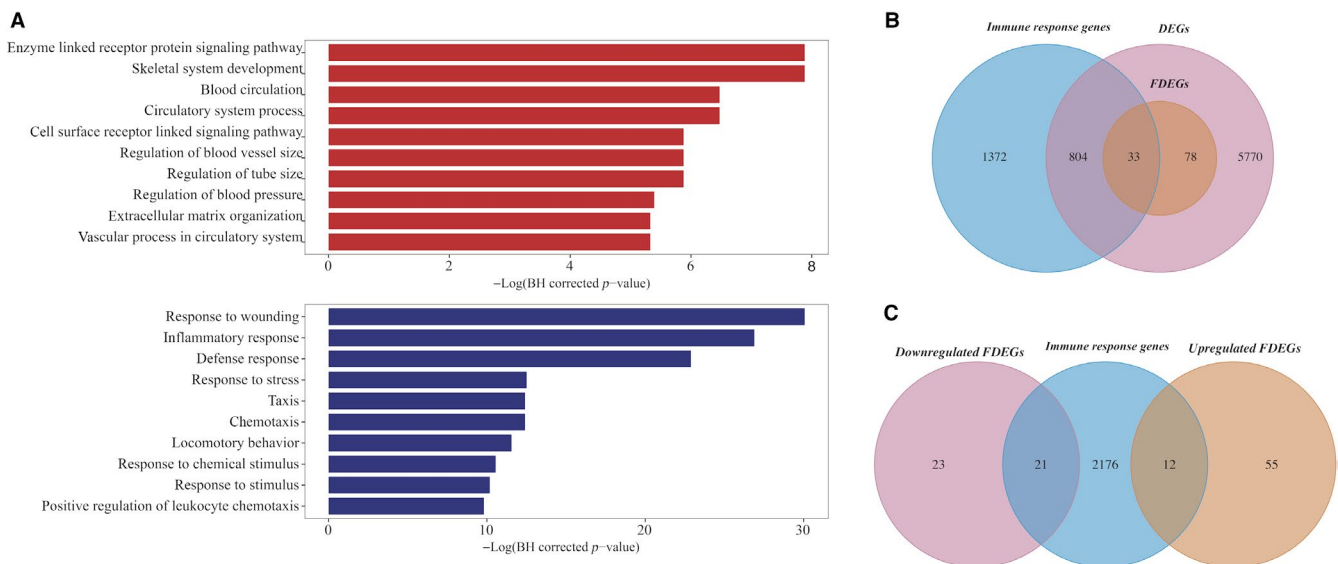 A
Enzyme linked receptor protein signaling pathway
Skeletal system development
Blood circulation
Circulatory system process
Cell surface receptor linked signaling pathway
Regulation of blood vessel size
Regulation of tube size
Regulation of blood pressure
Extracellular matrix organization
Vascular process in circulatory system
0 2 4 6 8
−Log(BH corrected p−value)
Response to wounding
Inflammatory response
Defense response
Response to stress
Taxis
Chemotaxis
Locomotory behavior
Response to chemical stimulus
Response to stimulus
Positive regulation of leukocyte chemotaxis
0 10 20 30
−Log(BH corrected p−value)
B
Immune response genes DEGs
FDEGs
1372 804 33 78 5770
C
Downregulated FDEGs Immune response genes Upregulated FDEGs
23 21 2176 12 55